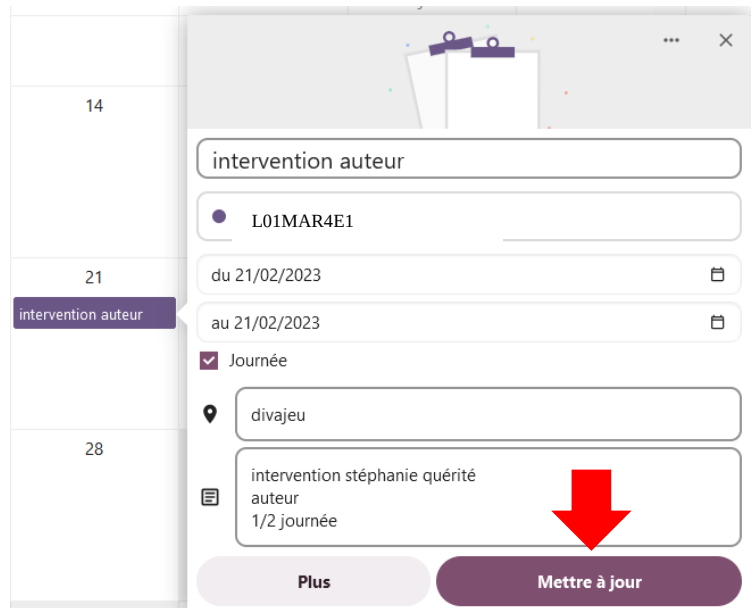 14
21
intervention auteur
28
intervention auteur
L01MAR4E1
du 21/02/2023
au 21/02/2023
Journée
divajeu
intervention stéphanie quérité
auteur
1/2 journée
Plus
Mettre à jour